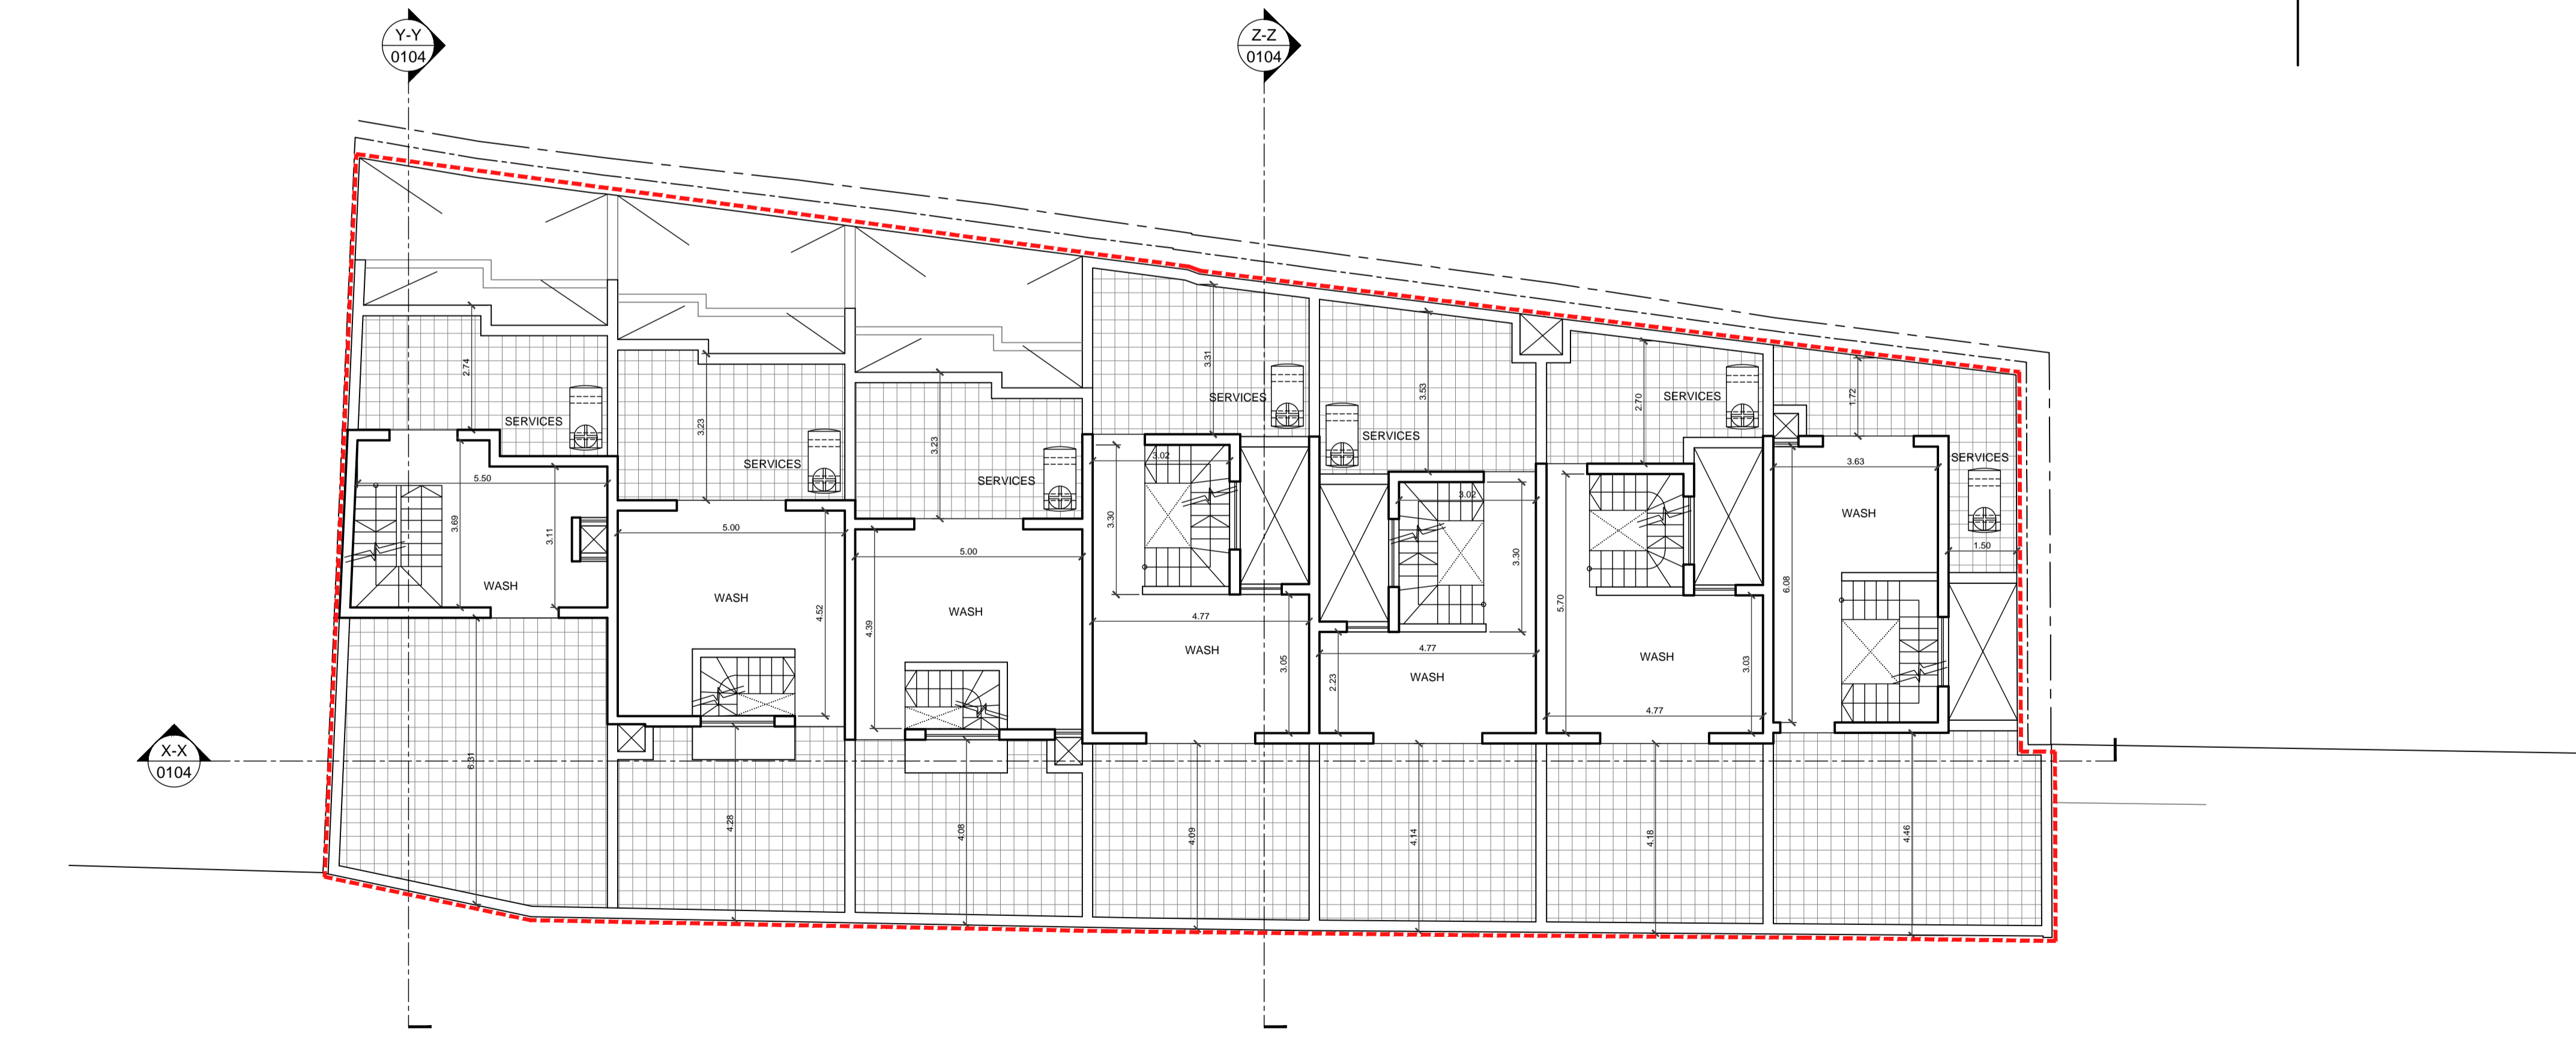 Y-Y
0104
Z-Z
0104
2.74
SERVICES
3.23
SERVICES
3.23
SERVICES
3.31
SERVICES
3.53
SERVICES
2.70
SERVICES
1.72
SERVICES
5.50
3.69
3.11
WASH
5.00
WASH
4.52
5.00
WASH
4.39
3.02
3.30
4.77
WASH
3.05
3.02
3.30
4.77
WASH
2.23
5.70
WASH
3.03
4.77
3.63
WASH
6.08
1.50
X-X
0104
6.31
4.28
4.08
4.09
4.14
4.18
4.46